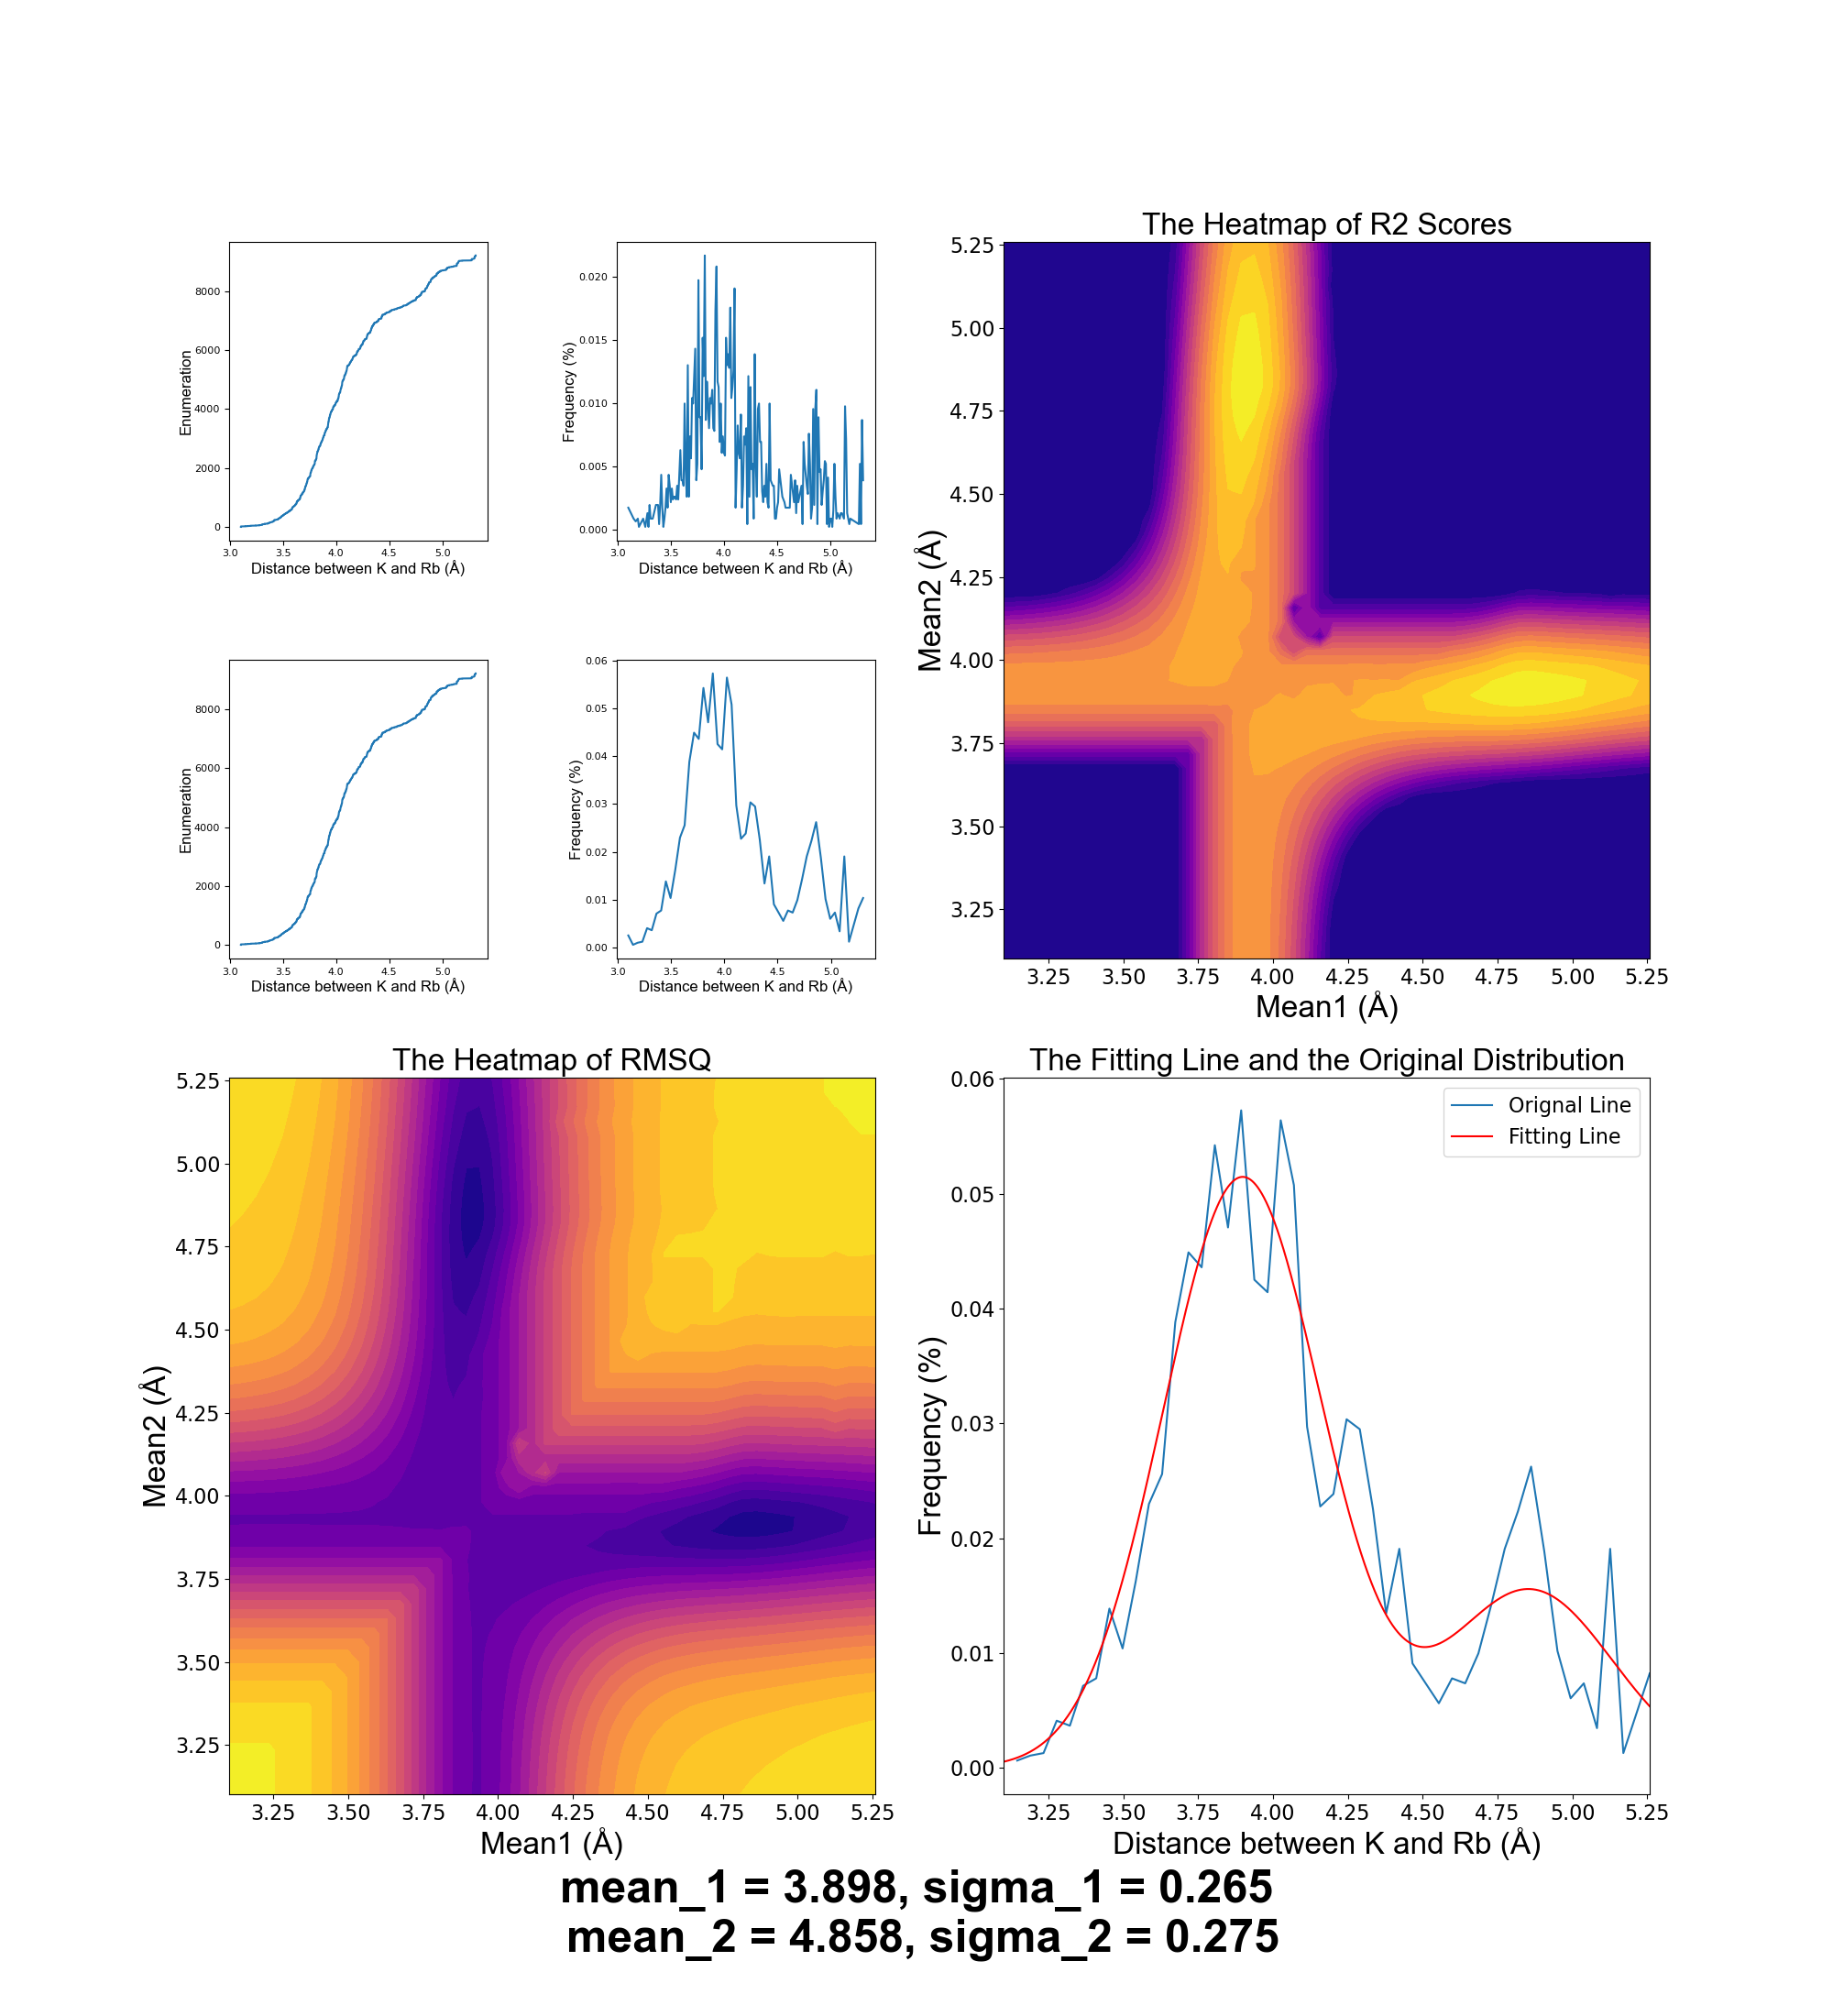 The Heatmap of R2 Scores
8000
6000
4000
2000
0
Enumeration
3.0 3.5 4.0 4.5 5.0
Distance between K and Rb (Å)
0.020
0.015
0.010
0.005
0.000
Frequency (%)
3.0 3.5 4.0 4.5 5.0
Distance between K and Rb (Å)
5.25
5.00
4.75
4.50
4.25
4.00
3.75
3.50
3.25
Mean2 (Å)
3.25 3.50 3.75 4.00 4.25 4.50 4.75 5.00 5.25
Mean1 (Å)
8000
6000
4000
2000
0
Enumeration
3.0 3.5 4.0 4.5 5.0
Distance between K and Rb (Å)
0.06
0.05
0.04
0.03
0.02
0.01
0.00
Frequency (%)
3.0 3.5 4.0 4.5 5.0
Distance between K and Rb (Å)
The Heatmap of RMSQ
5.25
5.00
4.75
4.50
4.25
4.00
3.75
3.50
3.25
Mean2 (Å)
3.25 3.50 3.75 4.00 4.25 4.50 4.75 5.00 5.25
Mean1 (Å)
The Fitting Line and the Original Distribution
Orignal Line
Fitting Line
0.06
0.05
0.04
0.03
0.02
0.01
0.00
Frequency (%)
3.25 3.50 3.75 4.00 4.25 4.50 4.75 5.00 5.25
Distance between K and Rb (Å)
mean_1 = 3.898, sigma_1 = 0.265
mean_2 = 4.858, sigma_2 = 0.275